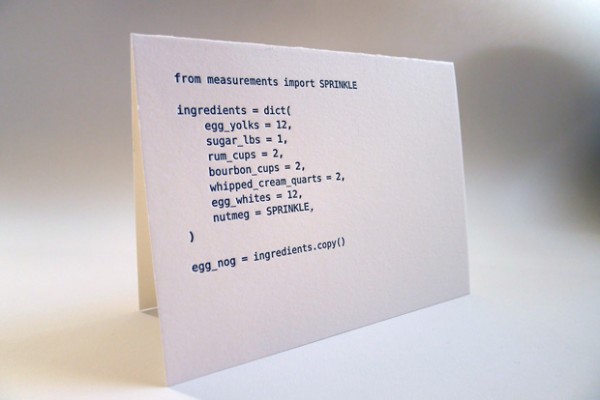 from measurements import SPRINKLE
ingredients = dict(
egg_yolks = 12,
sugar_lbs = 1,
rum_cups = 2,
bourbon_cups = 2,
whipped_cream_quarts = 2,
egg_whites = 12,
nutmeg = SPRINKLE,
)
egg_nog = ingredients.copy()